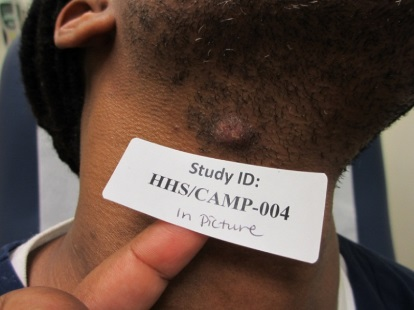 Study ID:
HHS/CAMP-004
In Picture